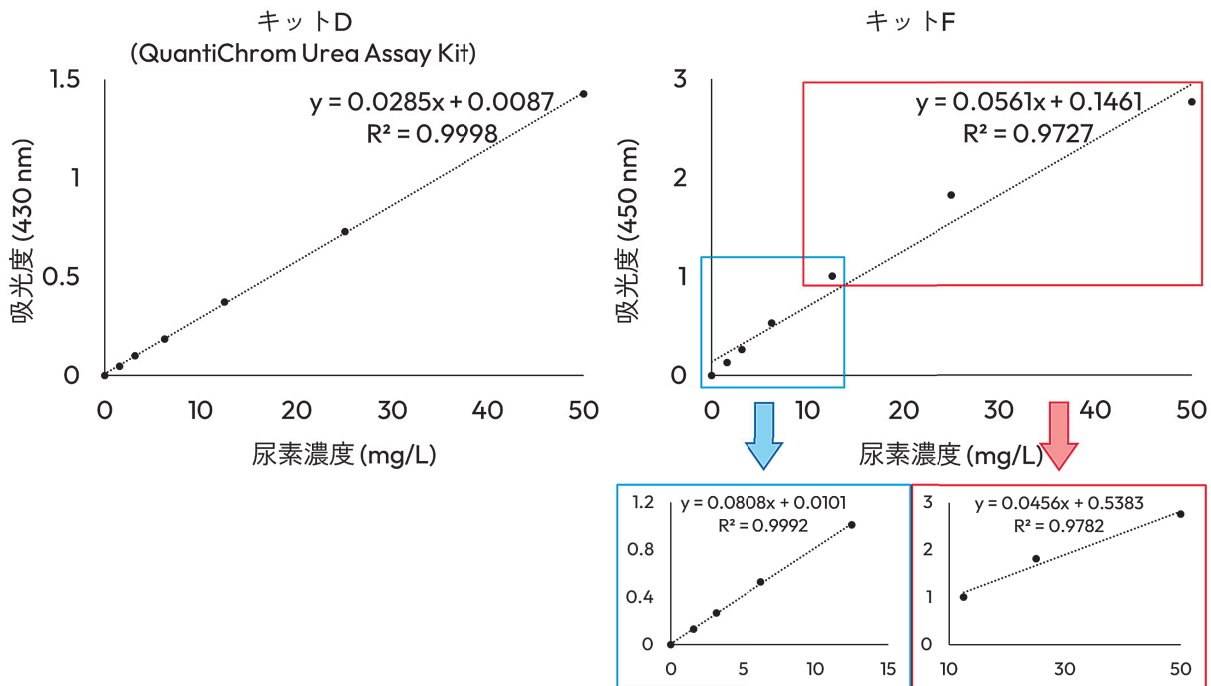 キットD
(QuantiChrom Urea Assay Kit)
1.5
1
0.5
0
吸光度 (430 nm)
y = 0.0285x + 0.0087
R² = 0.9998
0 10 20 30 40 50
尿素濃度 (mg/L)
キットF
3
2
1
0
吸光度 (450 nm)
y = 0.0561x + 0.1461
R² = 0.9727
0 10 20 30 40 50
尿素濃度 (mg/L)
1.2
0.8
0.4
0
y = 0.0808x + 0.0101
R² = 0.9992
0 5 10 15
3
2
1
0
y = 0.0456x + 0.5383
R² = 0.9782
10 30 50